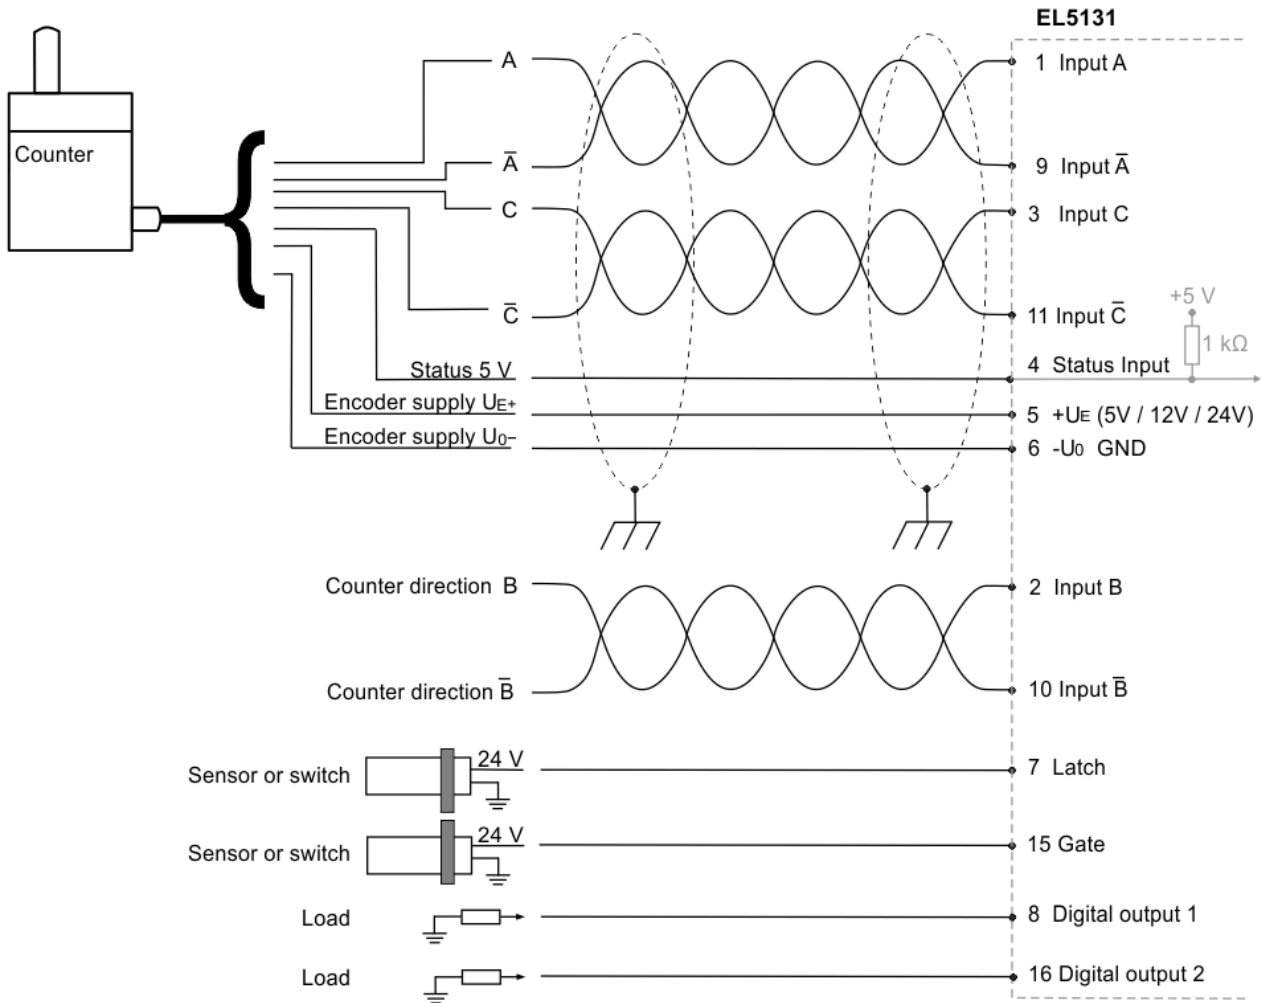 EL5131
A
1 Input A
Counter
A̅
9 Input A̅
C
3 Input C
C̅
11 Input C̅
+5 V
1 kΩ
Status 5 V
4 Status Input
Encoder supply UE+
5 +UE (5V / 12V / 24V)
Encoder supply U0−
6 -U0 GND
Counter direction B
2 Input B
Counter direction B̅
10 Input B̅
Sensor or switch
24 V
7 Latch
Sensor or switch
24 V
15 Gate
Load
8 Digital output 1
Load
16 Digital output 2